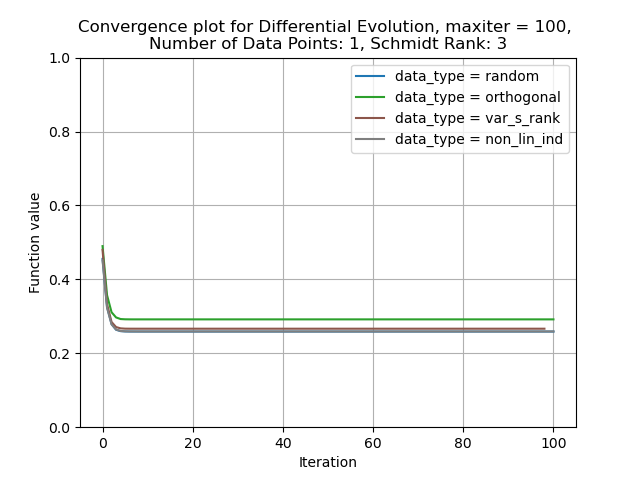 Convergence plot for Differential Evolution, maxiter = 100,
Number of Data Points: 1, Schmidt Rank: 3
data_type = random
data_type = orthogonal
data_type = var_s_rank
data_type = non_lin_ind
1.0
0.8
0.6
0.4
0.2
0.0
Function value
0 20 40 60 80 100
Iteration